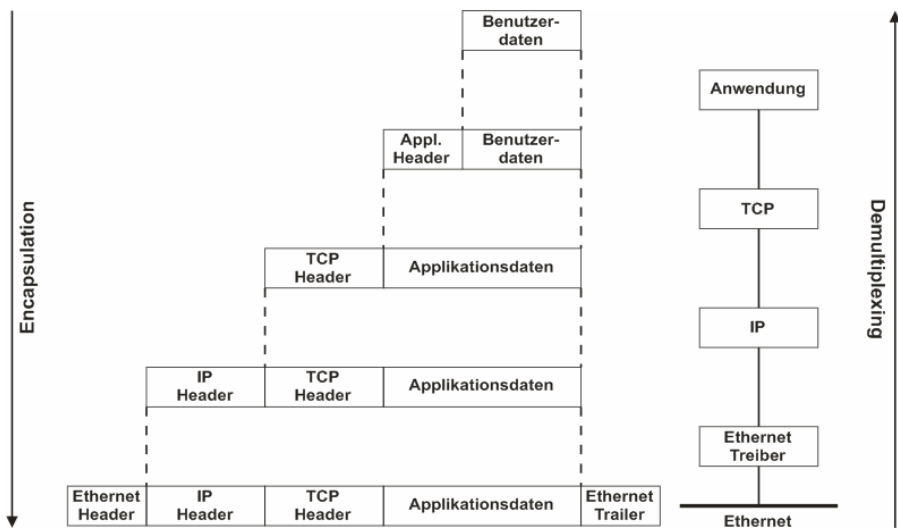 Benutzer-
daten
Anwendung
Appl.
Header
Benutzer-
daten
TCP
Encapsulation
Demultiplexing
TCP
Header
Applikationsdaten
IP
IP
Header
TCP
Header
Applikationsdaten
Ethernet
Treiber
Ethernet
Header
IP
Header
TCP
Header
Applikationsdaten
Ethernet
Trailer
Ethernet